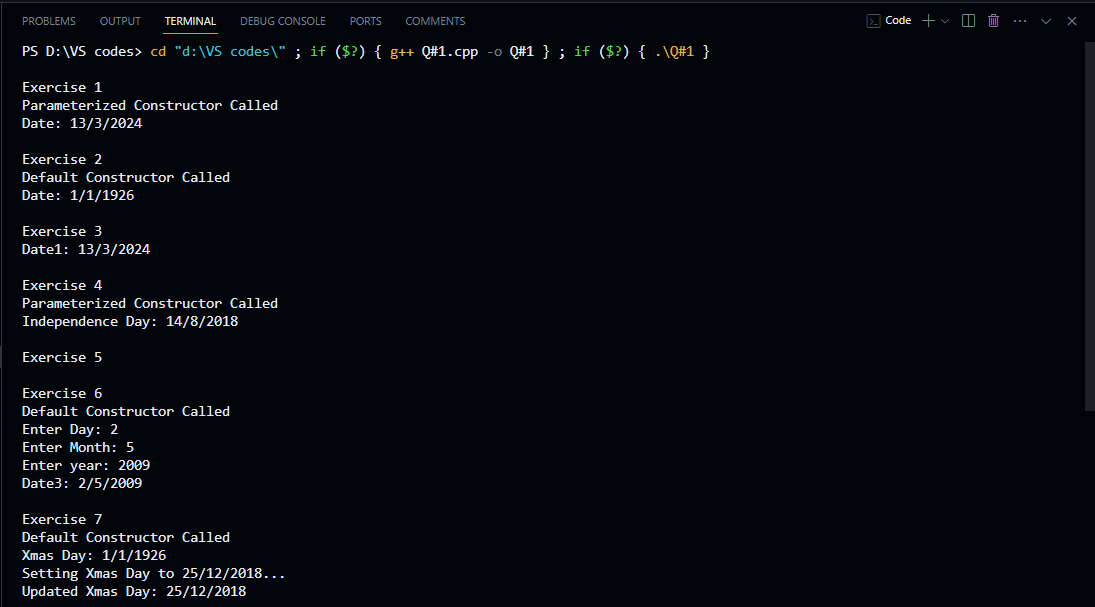 PROBLEMS OUTPUT TERMINAL DEBUG CONSOLE PORTS COMMENTS Code
PS D:\VS codes> cd "d:\VS codes\" ; if ($?) { g++ Q#1.cpp -o Q#1 } ; if ($?) { .\Q#1 }
Exercise 1
Parameterized Constructor Called
Date: 13/3/2024
Exercise 2
Default Constructor Called
Date: 1/1/1926
Exercise 3
Date1: 13/3/2024
Exercise 4
Parameterized Constructor Called
Independence Day: 14/8/2018
Exercise 5
Exercise 6
Default Constructor Called
Enter Day: 2
Enter Month: 5
Enter year: 2009
Date3: 2/5/2009
Exercise 7
Default Constructor Called
Xmas Day: 1/1/1926
Setting Xmas Day to 25/12/2018...
Updated Xmas Day: 25/12/2018